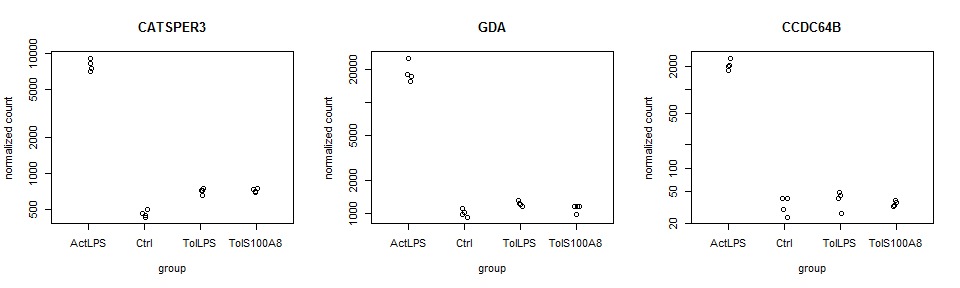 CATSPER3
normalized count
10000
5000
2000
1000
500
ActLPS Ctrl TolLPS TolS100A8
group
GDA
normalized count
20000
5000
2000
1000
ActLPS Ctrl TolLPS TolS100A8
group
CCDC64B
normalized count
2000
500
100
50
20
ActLPS Ctrl TolLPS TolS100A8
group